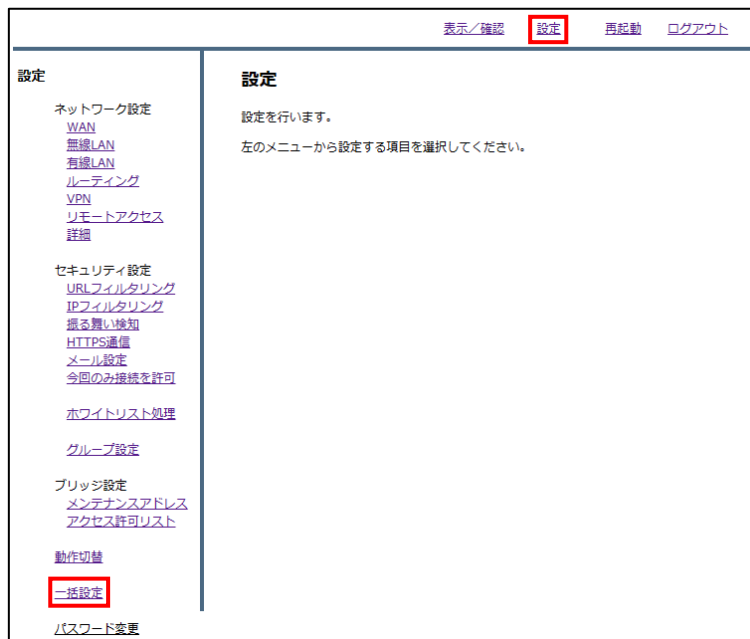 表示／確認 設定 再起動 ログアウト
設定
ネットワーク設定
WAN
無線LAN
有線LAN
ルーティング
VPN
リモートアクセス
詳細
セキュリティ設定
URLフィルタリング
IPフィルタリング
振る舞い検知
HTTPS通信
メール設定
今回のみ接続を許可
ホワイトリスト処理
グループ設定
ブリッジ設定
メンテナンスアドレス
アクセス許可リスト
動作切替
一括設定
パスワード変更
設定
設定を行います。
左のメニューから設定する項目を選択してください。